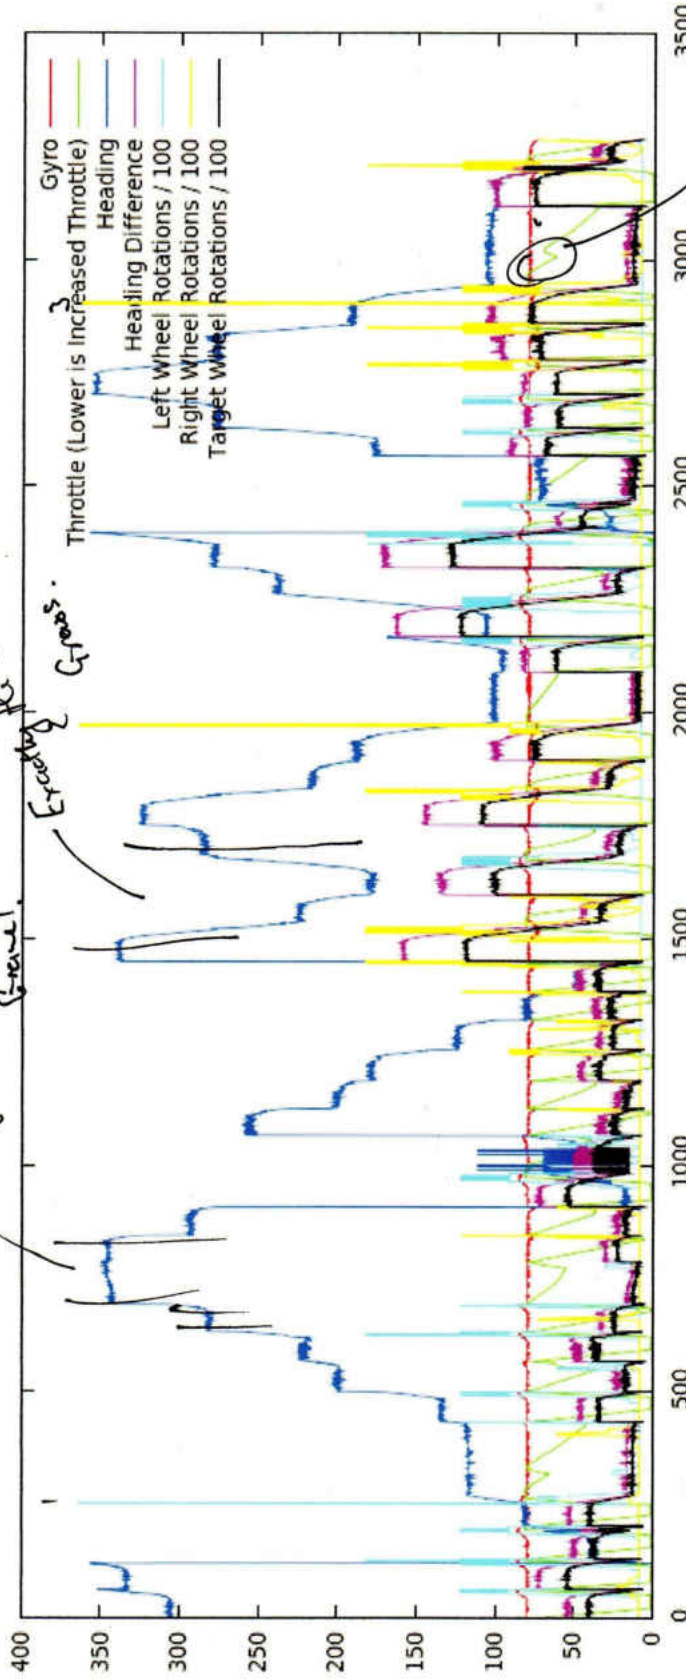 Gravel.
Exactly the
Grass.
3
Gyro
Throttle (Lower is Increased Throttle)
Heading
Heading Difference
Left Wheel Rotations / 100
Right Wheel Rotations / 100
Target Wheel Rotations / 100
400
350
300
250
200
150
100
50
0
0
500
1000
1500
2000
2500
3000
3500